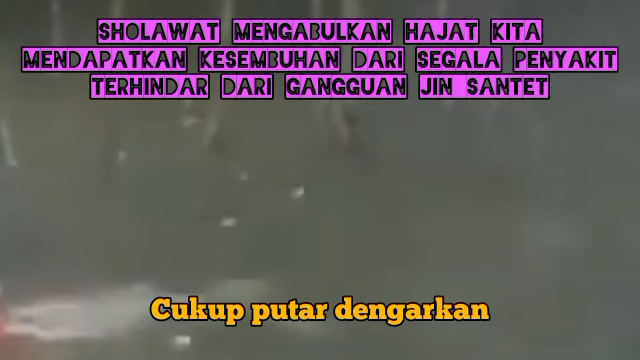 SHOLAWAT MENGABULKAN HAJAT KITA
MENDAPATKAN KESEMBUHAN DARI SEGALA PENYAKIT
TERHINDAR DARI GANGGUAN JIN SANTET
Cukup putar dengarkan